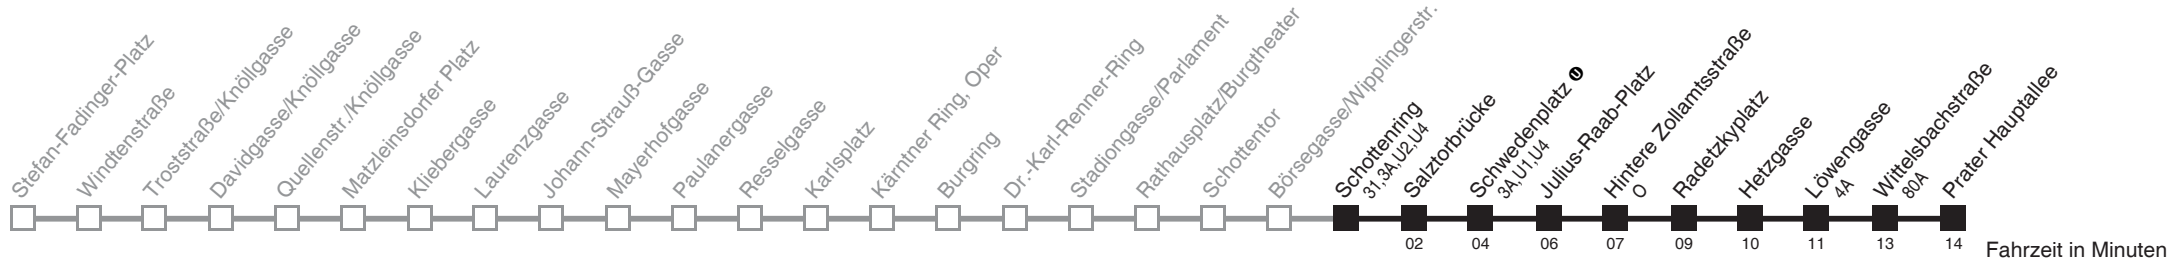 Stefan-Fadinger-Platz
Windtenstraße
Troststraße/Knöllgasse
Davidgasse/Knöllgasse
Quellenstr./Knöllgasse
Matzleinsdorfer Platz
Kliebergasse
Laurenzgasse
Johann-Strauß-Gasse
Mayerhofgasse
Paulanergasse
Resselgasse
Karlsplatz
Kärntner Ring, Oper
Burgring
Dr.-Karl-Renner-Ring
Stadiongasse/Parlament
Rathausplatz/Burgtheater
Schottentor
Börsegasse/Wipplingerstr.
Schottenring
31,3A,U2,U4
Salztorbrücke
Schwedenplatz U
3A,U1,U4
Julius-Raab-Platz
Hintere Zollamtsstraße
O
Radetzkyplatz
Hetzgasse
Löwengasse
4A
Wittelsbachstraße
80A
Prater Hauptallee
02 04 06 07 09 10 11 13 14
Fahrzeit in Minuten